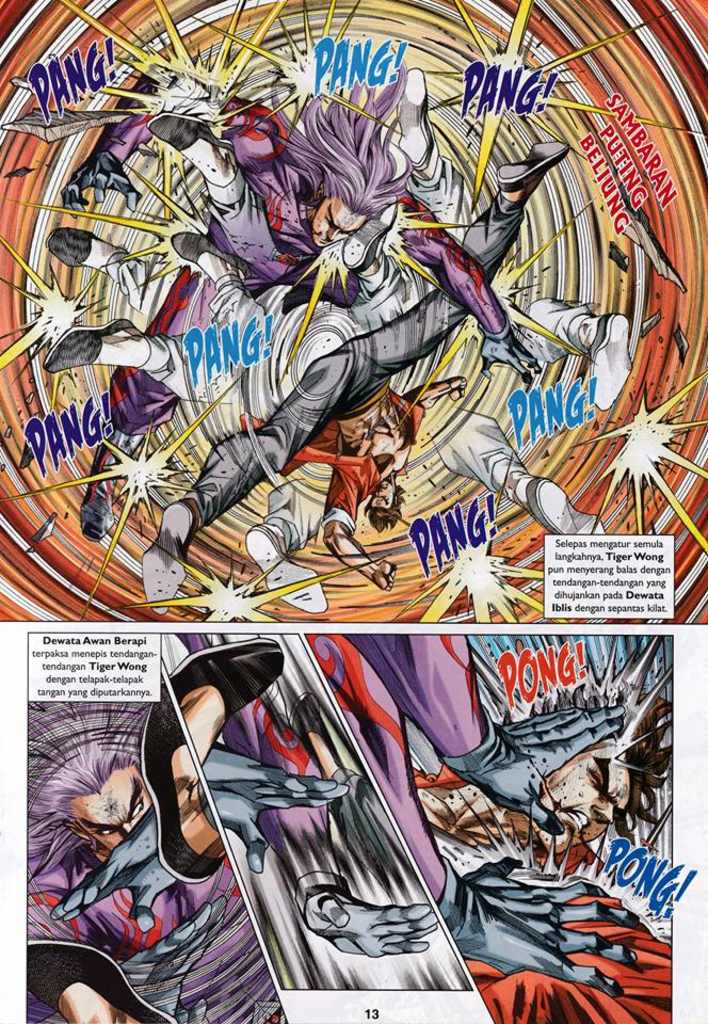 PANG!
PANG!
PANG!
SAMBARAN
PUTING
BELIUNG
PANG!
PANG!
PANG!
PANG!
Selepas mengatur semula
langkahnya, Tiger Wong
pun menyerang balas dengan
tendangan-tendangan yang
dihujankan pada Dewata
Iblis dengan sepantas kilat.
Dewata Awan Berapi
terpaksa menepis tendangan-
tendangan Tiger Wong
dengan telapak-telapak
tangan yang diputarkannya.
PONG!
PONG!
13